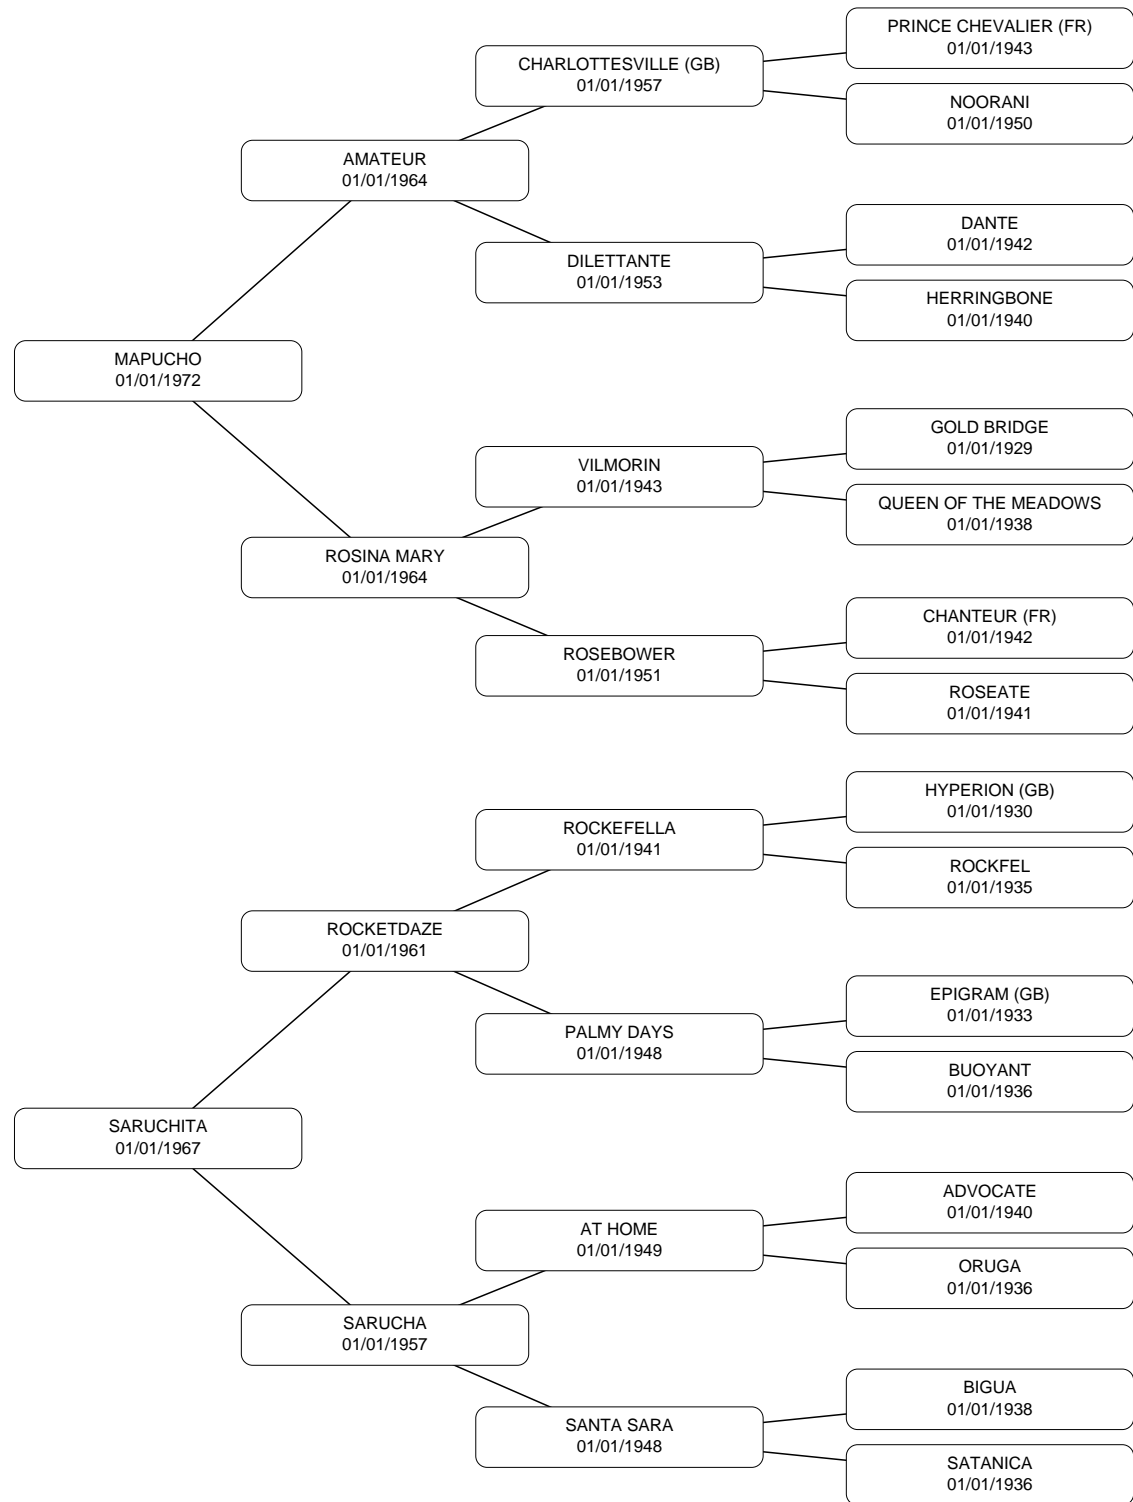 PRINCE CHEVALIER (FR)
01/01/1943
CHARLOTTESVILLE (GB)
01/01/1957
NOORANI
01/01/1950
AMATEUR
01/01/1964
DANTE
01/01/1942
DILETTANTE
01/01/1953
HERRINGBONE
01/01/1940
MAPUCHO
01/01/1972
GOLD BRIDGE
01/01/1929
VILMORIN
01/01/1943
QUEEN OF THE MEADOWS
01/01/1938
ROSINA MARY
01/01/1964
CHANTEUR (FR)
01/01/1942
ROSEBOWER
01/01/1951
ROSEATE
01/01/1941
HYPERION (GB)
01/01/1930
ROCKEFELLA
01/01/1941
ROCKFEL
01/01/1935
ROCKETDAZE
01/01/1961
EPIGRAM (GB)
01/01/1933
PALMY DAYS
01/01/1948
BUOYANT
01/01/1936
SARUCHITA
01/01/1967
ADVOCATE
01/01/1940
AT HOME
01/01/1949
ORUGA
01/01/1936
SARUCHA
01/01/1957
BIGUA
01/01/1938
SANTA SARA
01/01/1948
SATANICA
01/01/1936